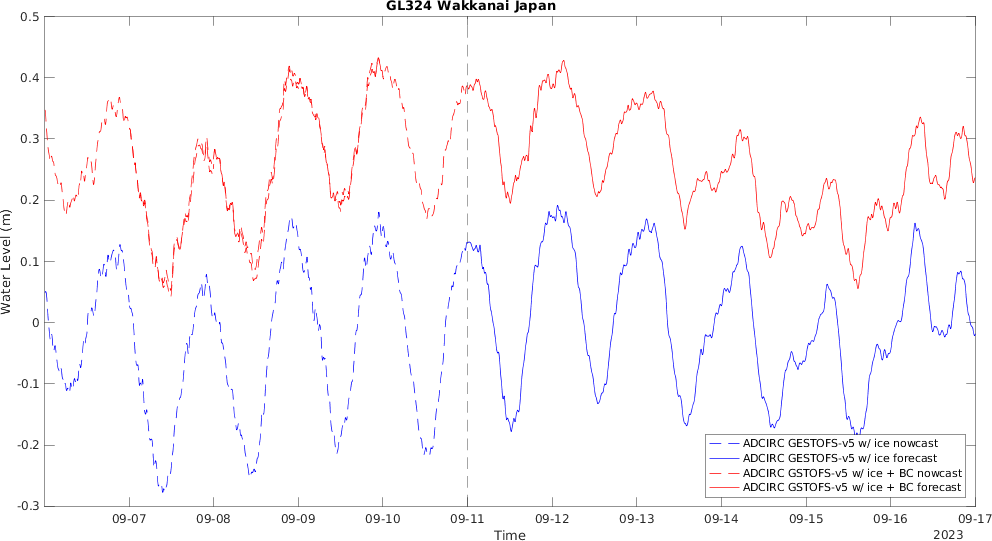 GL324 Wakkanai Japan
0.5
0.4
0.3
0.2
0.1
0
-0.1
-0.2
-0.3
Water Level (m)
ADCIRC GESTOFS-v5 w/ ice nowcast
ADCIRC GESTOFS-v5 w/ ice forecast
ADCIRC GSTOFS-v5 w/ ice + BC nowcast
ADCIRC GSTOFS-v5 w/ ice + BC forecast
09-07 09-08 09-09 09-10 09-11 09-12 09-13 09-14 09-15 09-16 09-17
Time
2023